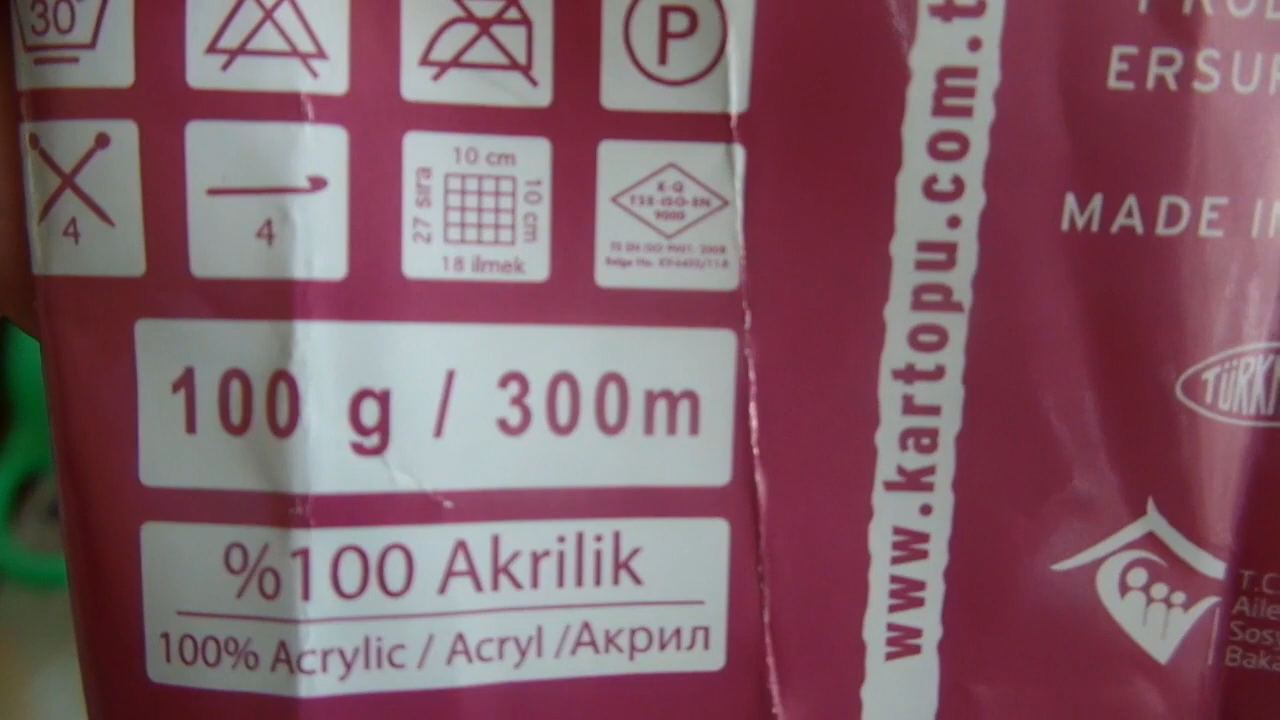 30°
P
4
4
10 cm
10 cm
27 sıra
18 ilmek
K-Q
TSE-ISO-EN
9000
100 g / 300m
%100 Akrilik
100% Acrylic / Acryl /Акрил
www.kartopu.com.t
ERSU
MADE I
TÜRK
T.C
Aile
Sos
Baka